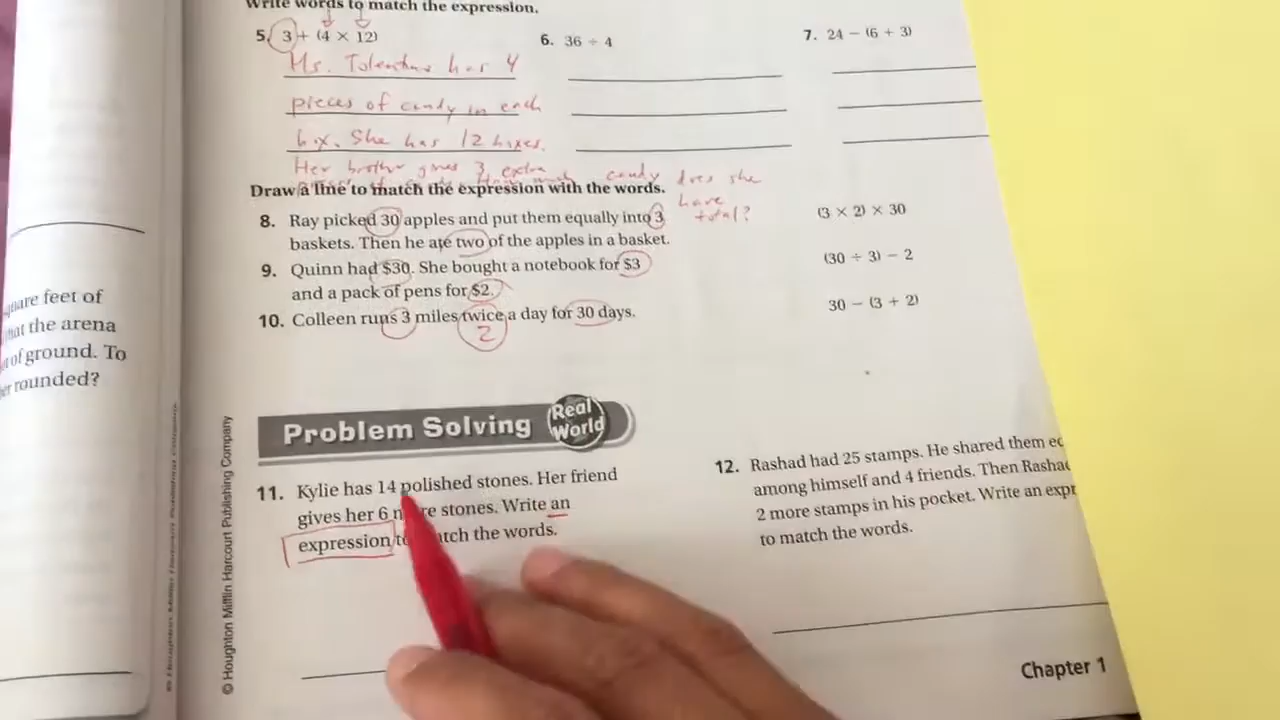 Write words to match the expression.
5. 3 + (4 × 12)
6. 36 ÷ 4
7. 24 − (6 + 3)
has 4
pieces of candy in each
box. She has 12 boxes.
Her brother gives 3 extra
candy does she
have
total?
Draw a line to match the expression with the words.
8. Ray picked 30 apples and put them equally into 3
baskets. Then he ate two of the apples in a basket.
9. Quinn had $30. She bought a notebook for $3
and a pack of pens for $2.
10. Colleen runs 3 miles twice a day for 30 days.
2
(3 × 2) × 30
(30 ÷ 3) − 2
30 − (3 + 2)
feet of
that the arena
of ground. To
rounded?
Problem Solving Real
World
11. Kylie has 14 polished stones. Her friend
gives her 6 more stones. Write an
expression to match the words.
12. Rashad had 25 stamps. He shared them
among himself and 4 friends. Then
2 more stamps in his pocket. Write an
to match the words.
© Houghton Mifflin Harcourt Publishing Company
Chapter 1